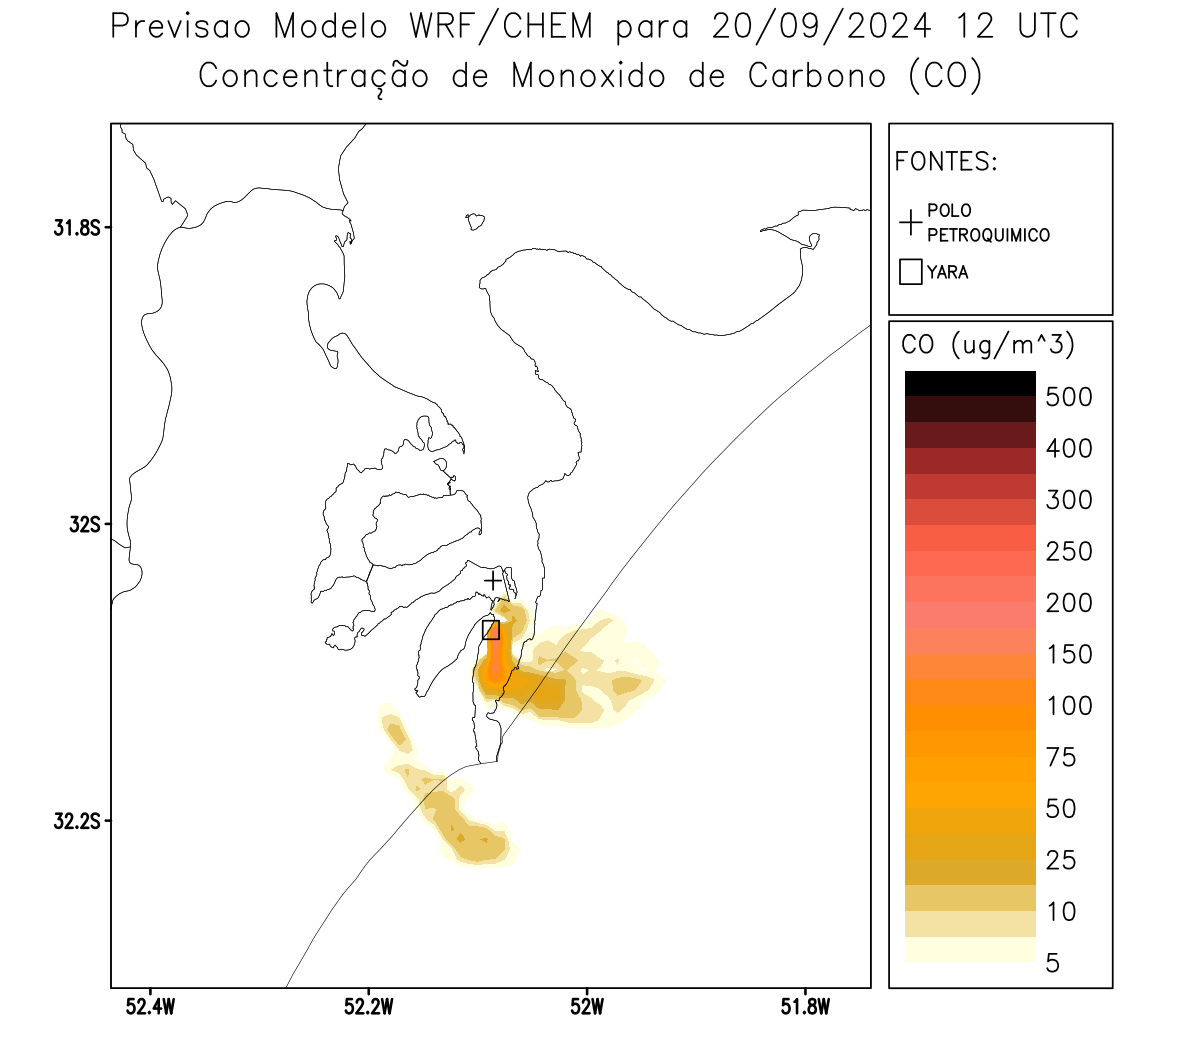 Previsao Modelo WRF/CHEM para 20/09/2024 12 UTC
Concentração de Monoxido de Carbono (CO)
FONTES:
POLO
PETROQUIMICO
YARA
CO (ug/m^3)
500
400
300
250
200
150
100
75
50
25
10
5
31.8S
32S
32.2S
52.4W
52.2W
52W
51.8W